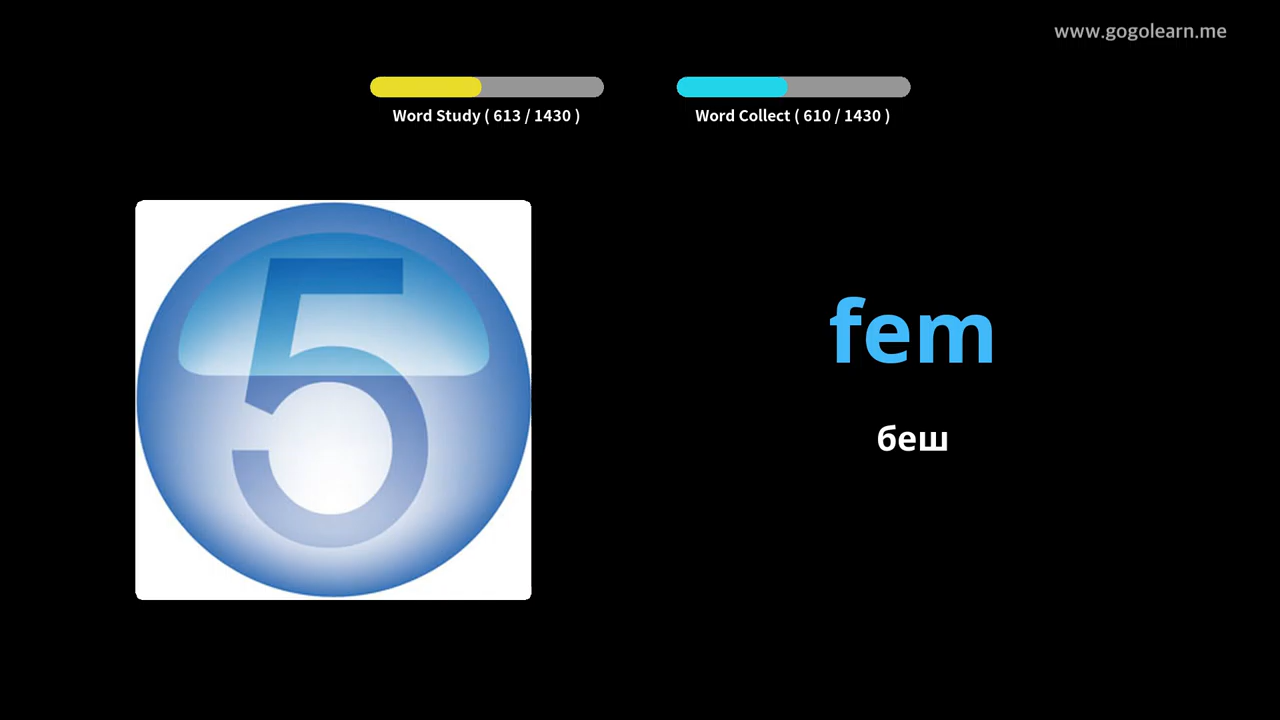 www.gogolearn.me
Word Study ( 613 / 1430 )
Word Collect ( 610 / 1430 )
5
fem
беш